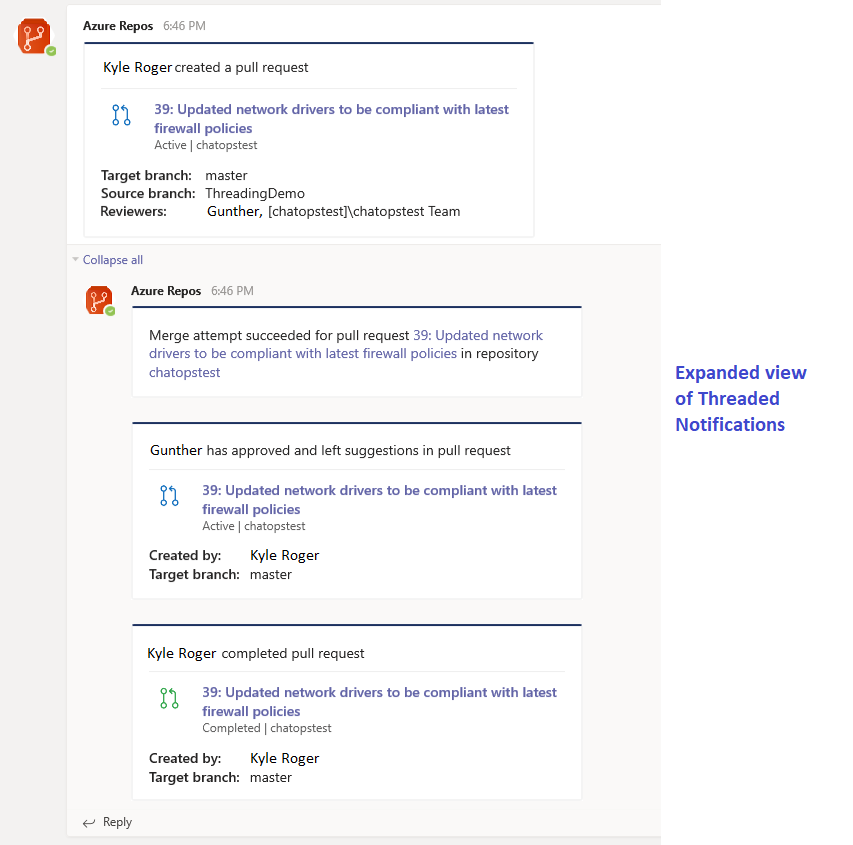 Azure Repos 6:46 PM
Kyle Roger created a pull request
39: Updated network drivers to be compliant with latest
firewall policies
Active | chatopstest
Target branch: master
Source branch: ThreadingDemo
Reviewers: Gunther, [chatopstest]\chatopstest Team
Collapse all
Azure Repos 6:46 PM
Merge attempt succeeded for pull request 39: Updated network
drivers to be compliant with latest firewall policies in repository
chatopstest
Gunther has approved and left suggestions in pull request
39: Updated network drivers to be compliant with latest
firewall policies
Active | chatopstest
Created by: Kyle Roger
Target branch: master
Kyle Roger completed pull request
39: Updated network drivers to be compliant with latest
firewall policies
Completed | chatopstest
Created by: Kyle Roger
Target branch: master
Reply
Expanded view
of Threaded
Notifications